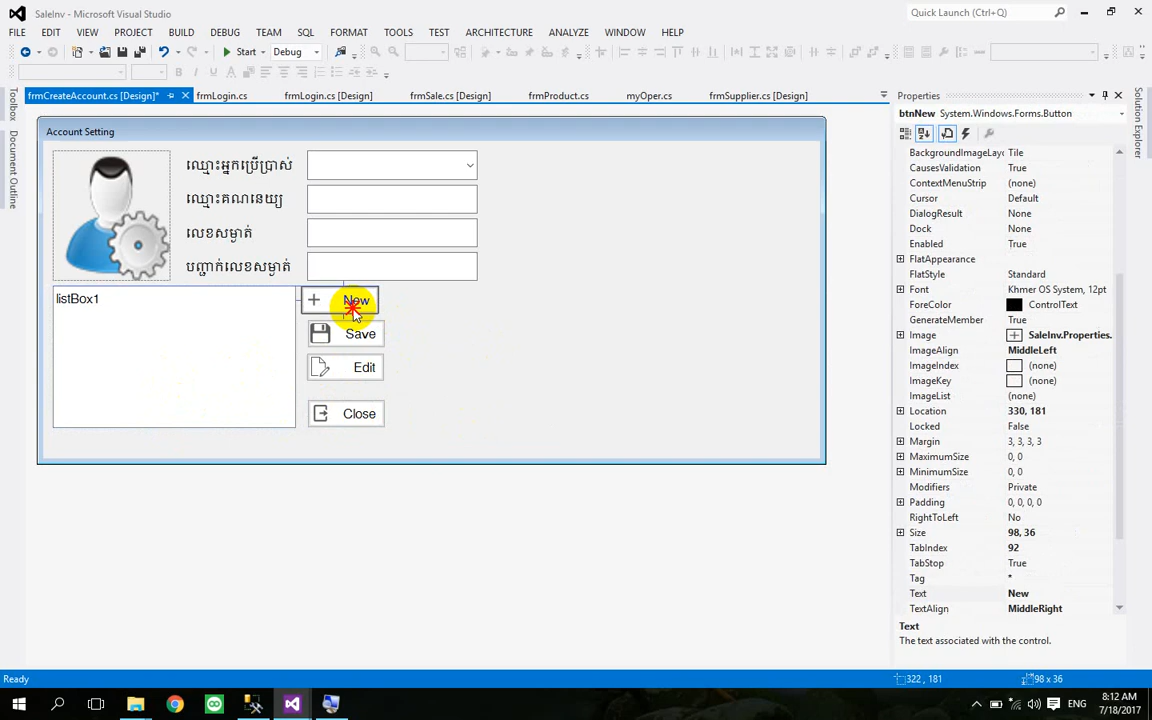 SaleInv - Microsoft Visual Studio
Quick Launch (Ctrl+Q)
FILE EDIT VIEW PROJECT BUILD DEBUG TEAM SQL FORMAT TOOLS TEST ARCHITECTURE ANALYZE WINDOW HELP
Start Debug
frmCreateAccount.cs [Design]* frmLogin.cs frmLogin.cs [Design] frmSale.cs [Design] frmProduct.cs myOper.cs frmSupplier.cs [Design]
Toolbox
Document Outline
Account Setting
ឈ្មោះអ្នកប្រើប្រាស់
ឈ្មោះគណនេយ្យ
លេខសម្ងាត់
បញ្ជាក់លេខសម្ងាត់
listBox1
New
Save
Edit
Close
Properties
btnNew System.Windows.Forms.Button
BackgroundImageLayc Tile
CausesValidation True
ContextMenuStrip (none)
Cursor Default
DialogResult None
Dock None
Enabled True
FlatAppearance
FlatStyle Standard
Font Khmer OS System, 12pt
ForeColor ControlText
GenerateMember True
Image SaleInv.Properties.
ImageAlign MiddleLeft
ImageIndex (none)
ImageKey (none)
ImageList (none)
Location 330, 181
Locked False
Margin 3, 3, 3, 3
MaximumSize 0, 0
MinimumSize 0, 0
Modifiers Private
Padding 0, 0, 0, 0
RightToLeft No
Size 98, 36
TabIndex 92
TabStop True
Tag *
Text New
TextAlign MiddleRight
Text
The text associated with the control.
Solution Explorer
Ready
322 , 181
98 x 36
ENG
8:12 AM
7/18/2017